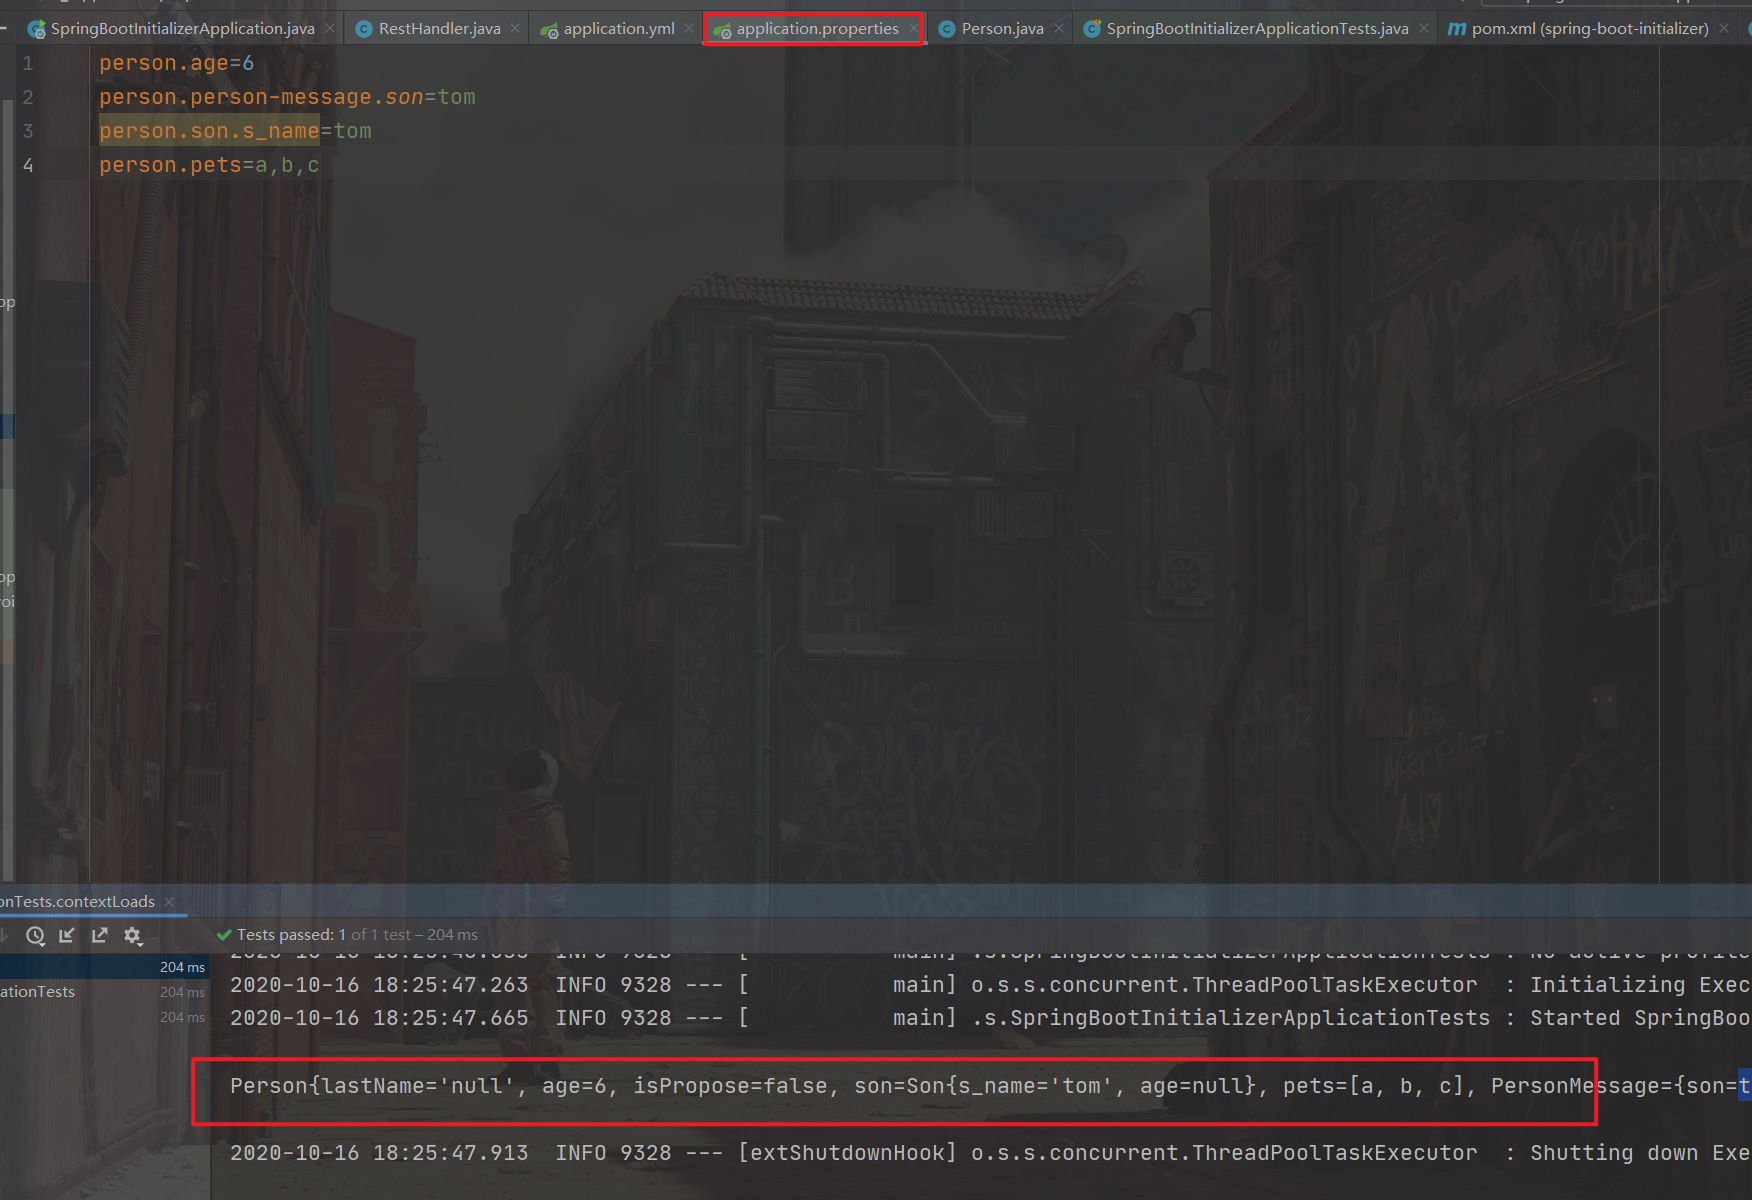 SpringBootInitializerApplication.java
RestHandler.java
application.yml
application.properties
Person.java
SpringBootInitializerApplicationTests.java
pom.xml (spring-boot-initializer)
1 person.age=6
2 person.person-message.son=tom
3 person.son.s_name=tom
4 person.pets=a,b,c
op
op
voi
onTests.contextLoads
Tests passed: 1 of 1 test – 204 ms
204 ms
ationTests 204 ms
204 ms
2020-10-16 18:25:47.263 INFO 9328 --- [ main] o.s.s.concurrent.ThreadPoolTaskExecutor : Initializing Exec
2020-10-16 18:25:47.665 INFO 9328 --- [ main] .s.SpringBootInitializerApplicationTests : Started SpringBoo
Person{lastName='null', age=6, isPropose=false, son=Son{s_name='tom', age=null}, pets=[a, b, c], PersonMessage={son=t
2020-10-16 18:25:47.913 INFO 9328 --- [extShutdownHook] o.s.s.concurrent.ThreadPoolTaskExecutor : Shutting down Exe